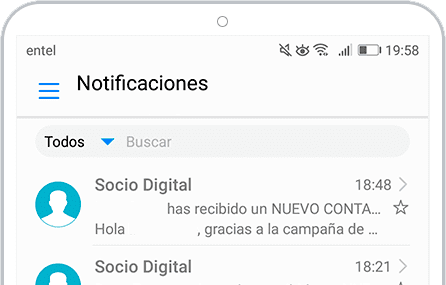 entel 19:58
Notificaciones
Todos Buscar
Socio Digital 18:48
has recibido un NUEVO CONTA...
Hola , gracias a la campaña de ...
Socio Digital 18:21